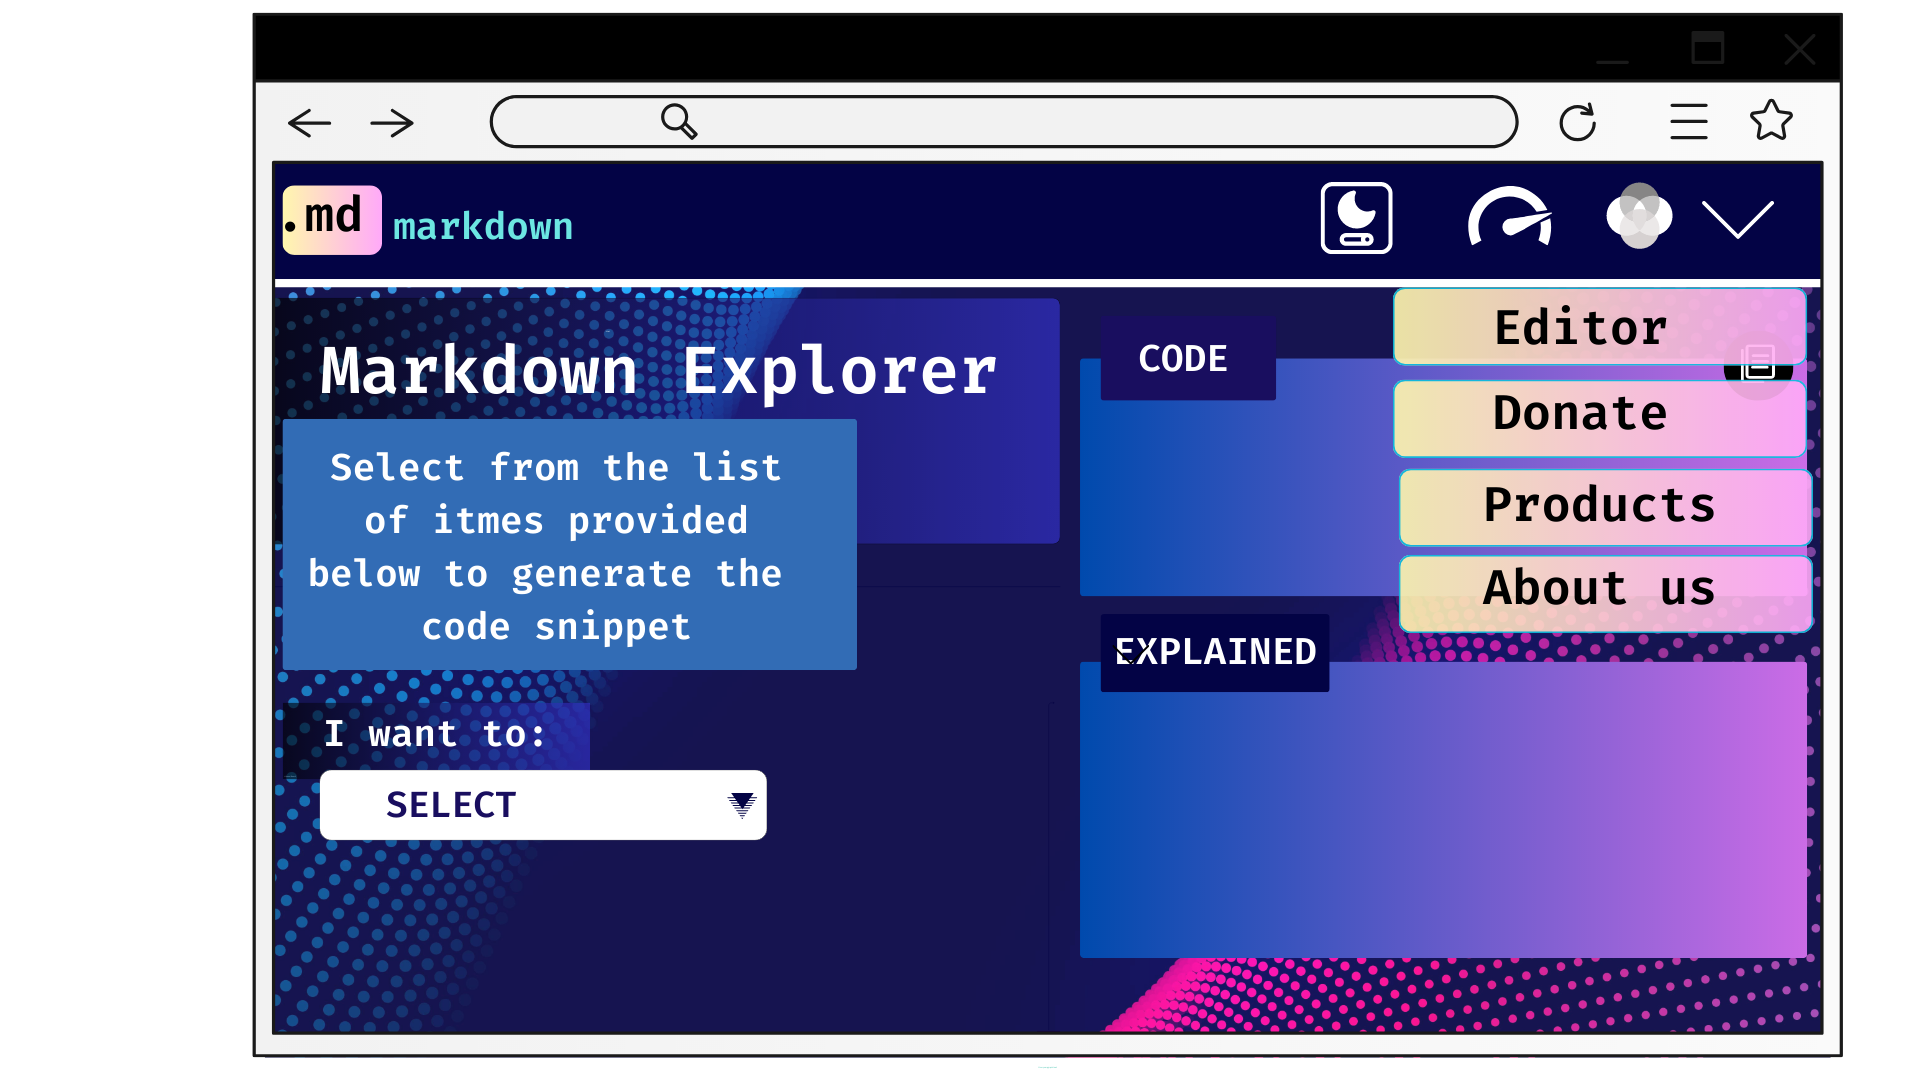 .md markdown
Markdown Explorer
Select from the list
of itmes provided
below to generate the
code snippet
I want to:
SELECT
CODE
EXPLAINED
Editor
Donate
Products
About us